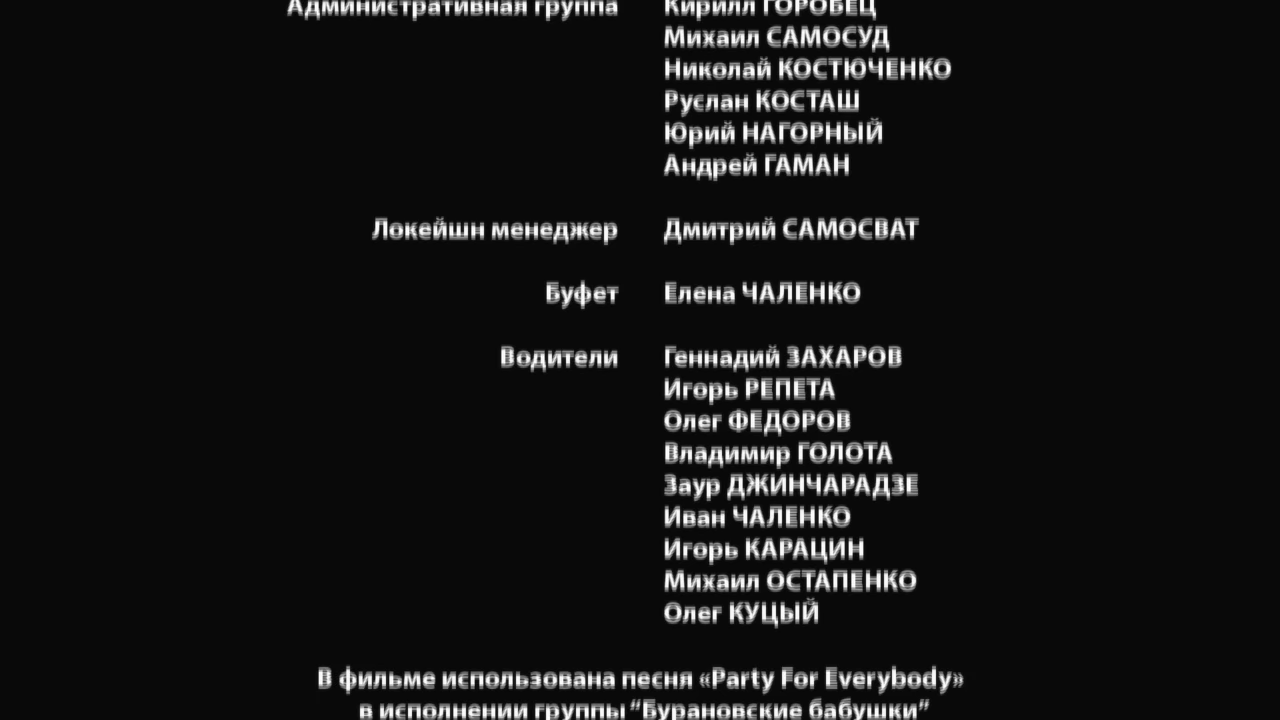 Административная группа Кирилл ГОРОБЕЦ
Михаил САМОСУД
Николай КОСТЮЧЕНКО
Руслан КОСТАШ
Юрий НАГОРНЫЙ
Андрей ГАМАН
Локейшн менеджер Дмитрий САМОСВАТ
Буфет Елена ЧАЛЕНКО
Водители Геннадий ЗАХАРОВ
Игорь РЕПЕТА
Олег ФЕДОРОВ
Владимир ГОЛОТА
Заур ДЖИНЧАРАДЗЕ
Иван ЧАЛЕНКО
Игорь КАРАЦИН
Михаил ОСТАПЕНКО
Олег КУЦЫЙ
В фильме использована песня «Party For Everybody»
в исполнении группы “Бурановские бабушки”